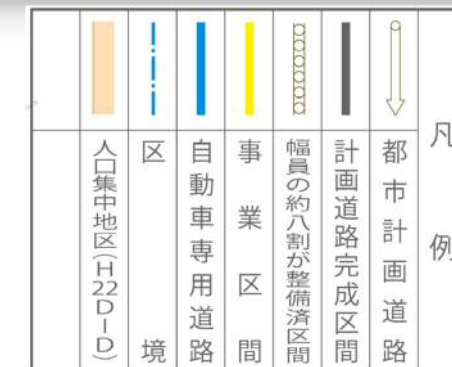 凡例
都市計画道路
計画道路完成区間
幅員の約八割が整備済区間
事業区間
自動車専用道路
区境
人口集中地区(H22DID)